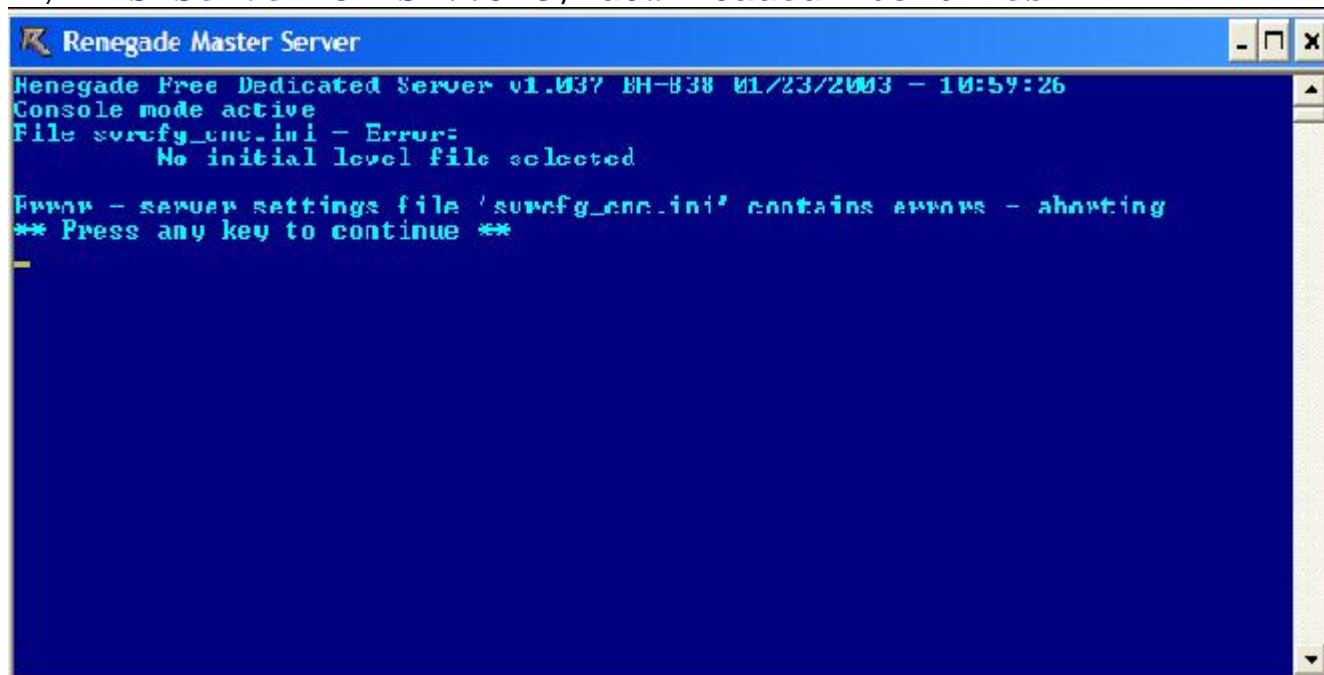 Renegade Master Server
Renegade Free Dedicated Server v1.037 BH-838 01/23/2003 - 10:59:26
Console mode active
File svrcfg_cnc.ini - Error:
No initial level file selected
Error - server settings file 'svrcfg_cnc.ini' contains errors - aborting
** Press any key to continue **